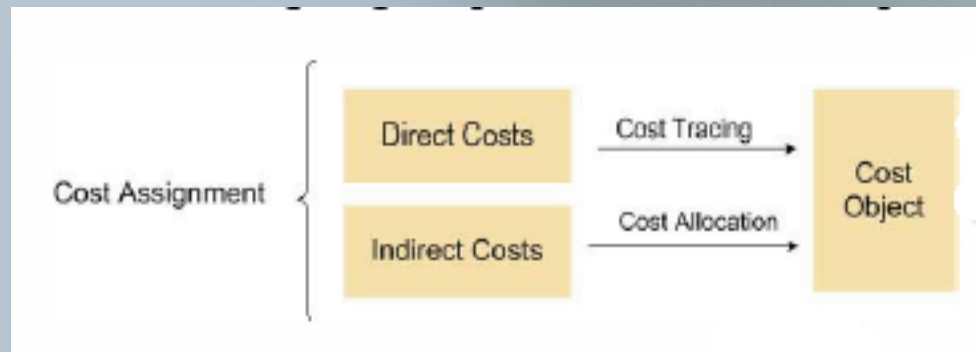 Cost Assignment
Direct Costs
Cost Tracing
Indirect Costs
Cost Allocation
Cost
Object